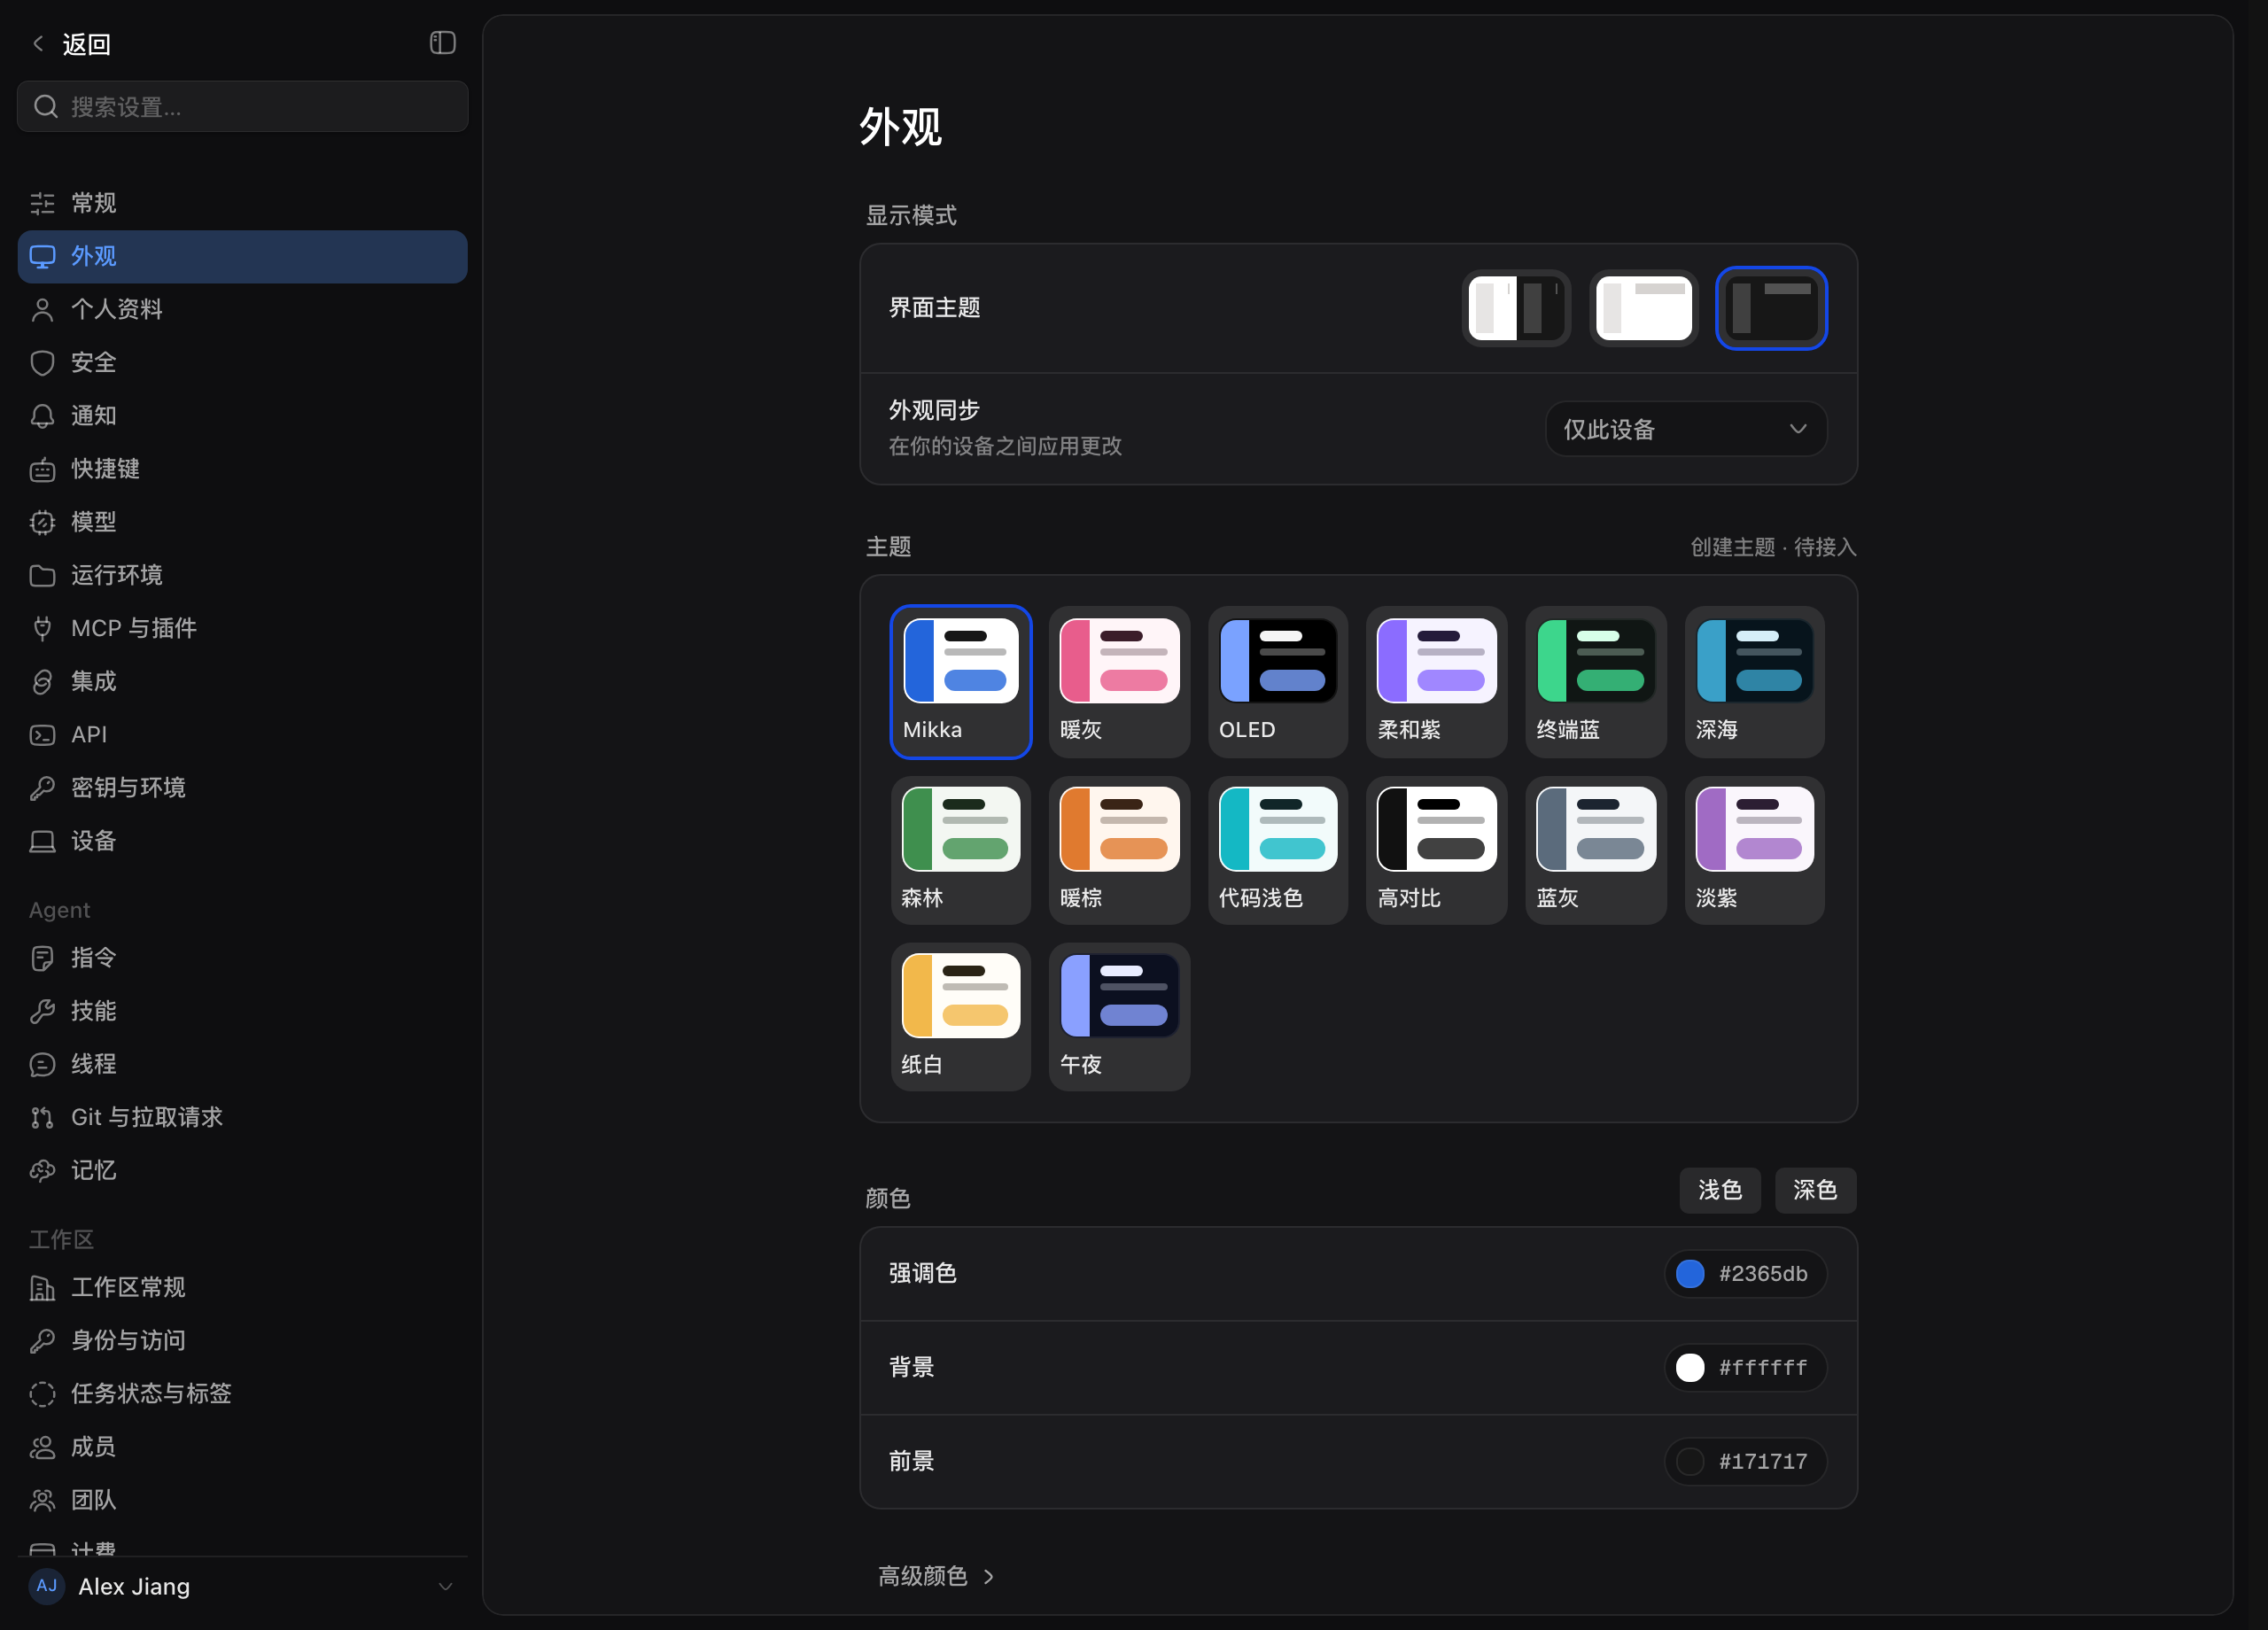 返回
搜索设置...
常规
外观
个人资料
安全
通知
快捷键
模型
运行环境
MCP 与插件
集成
API
密钥与环境
设备
Agent
指令
技能
线程
Git 与拉取请求
记忆
工作区
工作区常规
身份与访问
任务状态与标签
成员
团队
计费
AJ Alex Jiang
外观
显示模式
界面主题
外观同步
在你的设备之间应用更改
仅此设备
主题
创建主题 · 待接入
Mikka
暖灰
OLED
柔和紫
终端蓝
深海
森林
暖棕
代码浅色
高对比
蓝灰
淡紫
纸白
午夜
颜色
浅色
深色
强调色
#2365db
背景
#ffffff
前景
#171717
高级颜色